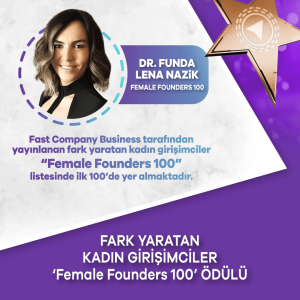 DR. FUNDA
LENA NAZİK
FEMALE FOUNDERS 100
Fast Company Business tarafından
yayınlanan fark yaratan kadın girişimciler
“Female Founders 100”
listesinde ilk 100’de yer almaktadır.
FARK YARATAN
KADIN GİRİŞİMCİLER
‘Female Founders 100’ ÖDÜLÜ